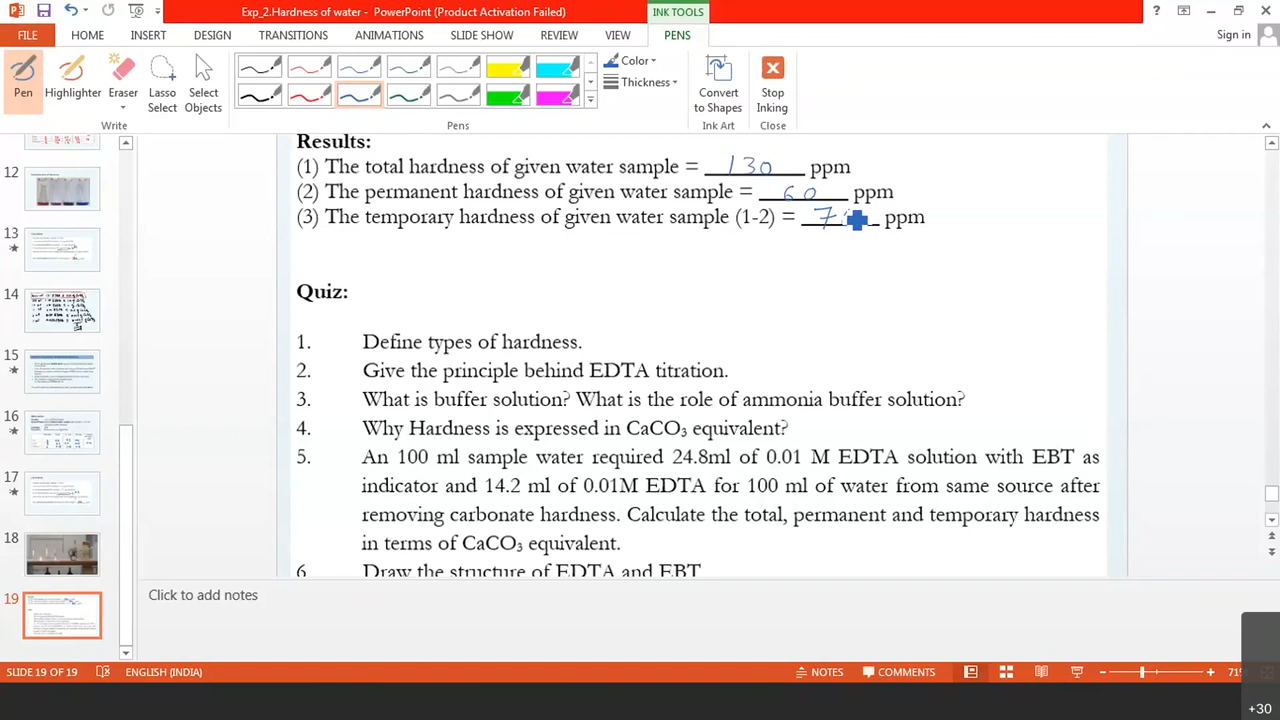 Exp_2.Hardness of water - PowerPoint (Product Activation Failed)
INK TOOLS
Sign in
FILE HOME INSERT DESIGN TRANSITIONS ANIMATIONS SLIDE SHOW REVIEW VIEW PENS
Pen
Highlighter
Eraser
Lasso Select
Select Objects
Color
Thickness
Convert to Shapes
Stop Inking
Write
Pens
Ink Art
Close
12
13
14
15
16
17
18
19
Results:
(1) The total hardness of given water sample = 130 ppm
(2) The permanent hardness of given water sample = 60 ppm
(3) The temporary hardness of given water sample (1-2) = 7 ppm
Quiz:
1. Define types of hardness.
2. Give the principle behind EDTA titration.
3. What is buffer solution? What is the role of ammonia buffer solution?
4. Why Hardness is expressed in CaCO₃ equivalent?
5. An 100 ml sample water required 24.8ml of 0.01 M EDTA solution with EBT as
indicator and 14.2 ml of 0.01M EDTA for 100 ml of water from same source after
removing carbonate hardness. Calculate the total, permanent and temporary hardness
in terms of CaCO₃ equivalent.
6 Draw the structure of EDTA and EBT
Click to add notes
SLIDE 19 OF 19 ENGLISH (INDIA) NOTES COMMENTS 71%
+30